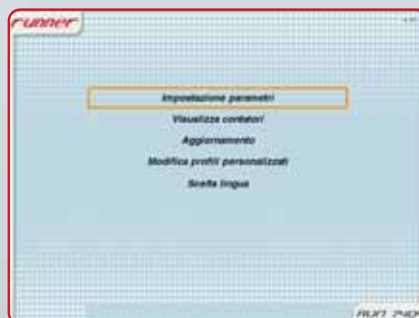 runner
Impostazione parametri
Visualizza contatori
Aggiornamento
Modifica profili personalizzati
Scelta lingua